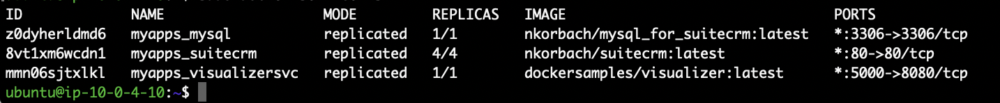 ID NAME MODE REPLICAS IMAGE PORTS
z0dyherldmd6 myapps_mysql replicated 1/1 nkorbach/mysql_for_suitecrm:latest *:3306->3306/tcp
8vt1xm6wcdn1 myapps_suitecrm replicated 4/4 nkorbach/suitecrm:latest *:80->80/tcp
mmn06sjtxlkl myapps_visualizersvc replicated 1/1 dockersamples/visualizer:latest *:5000->8080/tcp
ubuntu@ip-10-0-4-10:~$